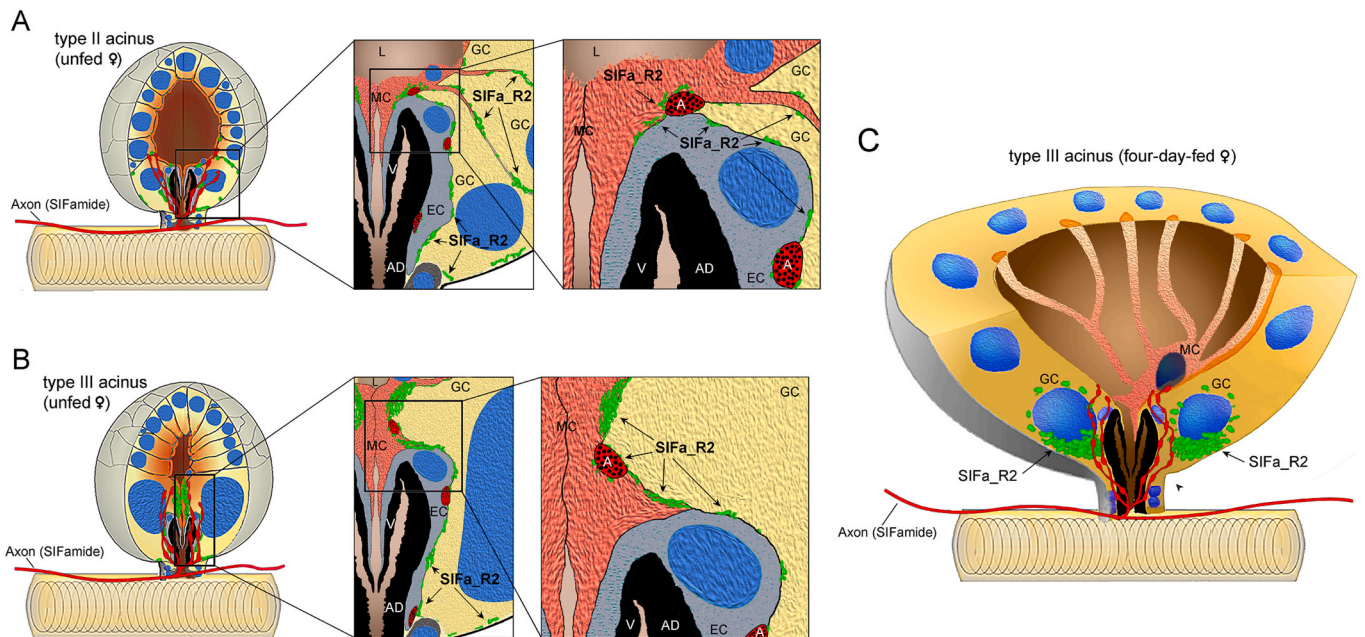 A
type II acinus
(unfed ♀)
Axon (SIFamide)
L
GC
MC
SIFa_R2
GC
V
GC
EC
SIFa_R2
AD
L
GC
SIFa_R2
A
MC
GC
SIFa_R2
V
AD
A
EC
B
type III acinus
(unfed ♀)
Axon (SIFamide)
L
GC
MC
V
EC
SIFa_R2
AD
GC
MC
SIFa_R2
A
V
AD
EC
A
C
type III acinus (four-day-fed ♀)
MC
GC
GC
SIFa_R2
SIFa_R2
Axon (SIFamide)